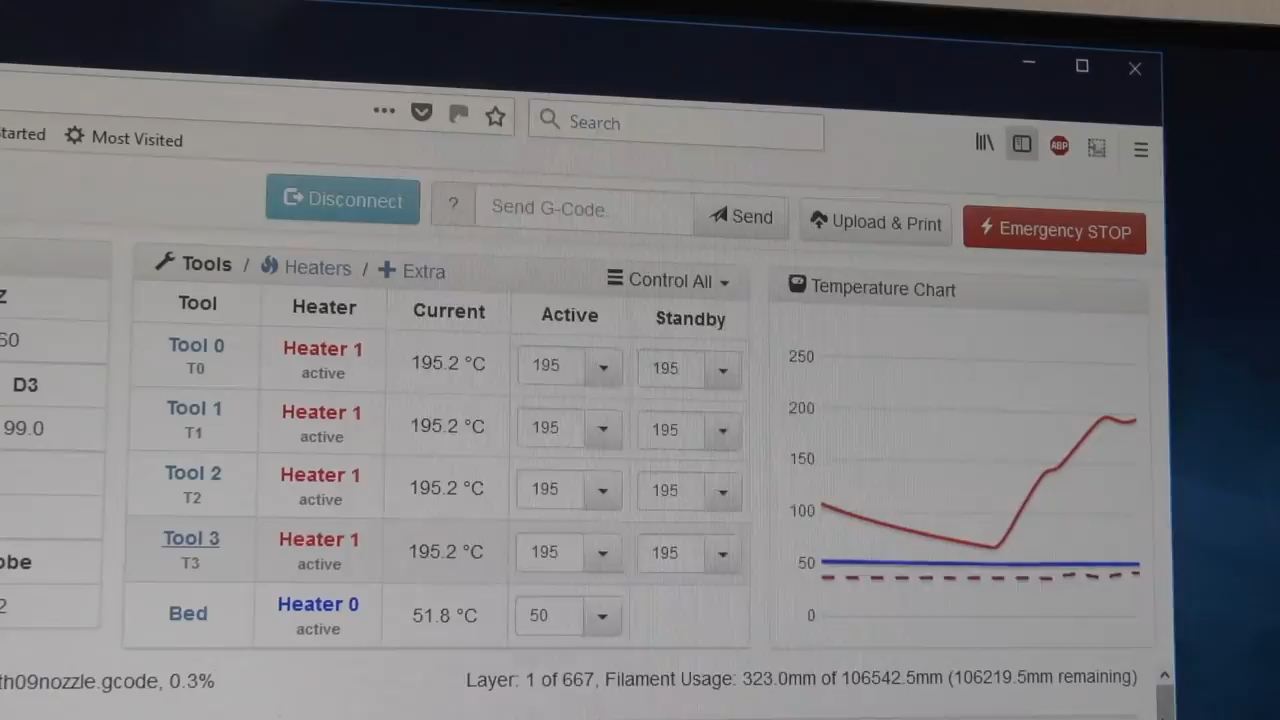 Search
tarted Most Visited
ABP
Disconnect ? Send G-Code. Send Upload & Print Emergency STOP
Tools / Heaters / Extra Control All
Temperature Chart
Tool Heater Current Active Standby
Tool 0 Heater 1 195.2 °C 195 195
T0 active
Tool 1 Heater 1 195.2 °C 195 195
T1 active
Tool 2 Heater 1 195.2 °C 195 195
T2 active
Tool 3 Heater 1 195.2 °C 195 195
T3 active
Bed Heater 0 51.8 °C 50
active
250
200
150
100
50
0
Z
60
D3
99.0
obe
2
th09nozzle.gcode, 0.3%
Layer: 1 of 667, Filament Usage: 323.0mm of 106542.5mm (106219.5mm remaining)